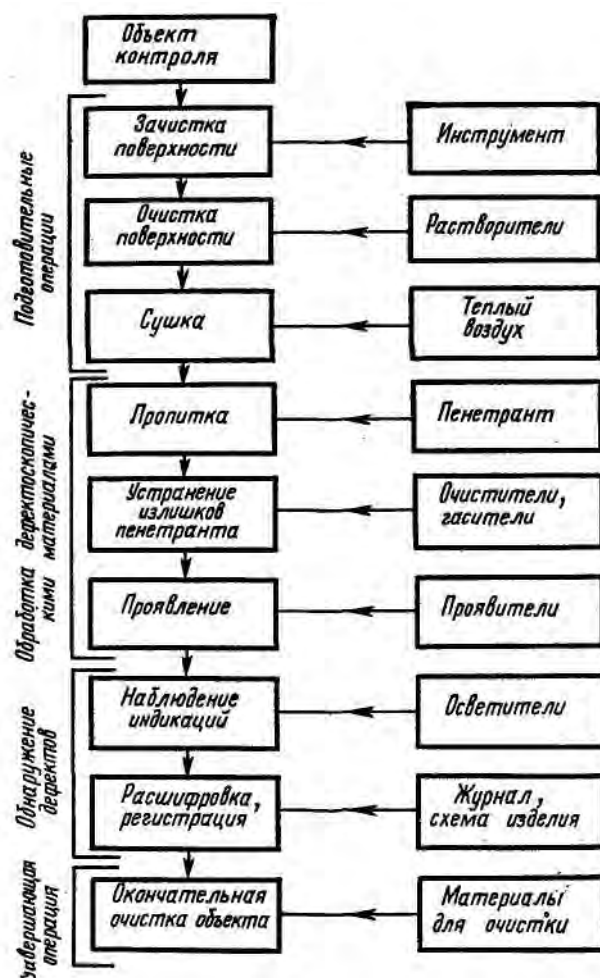 Объект
контроля
Зачистка
поверхности
Инструмент
Очистка
поверхности
Растворители
Сушка
Теплый
воздух
Подготовительные
операции
Пропитка
Пенетрант
Устранение
излишков
пенетранта
Очистители,
гасители
Проявление
Проявители
Обработка дефектоскопичес-
кими материалами
Наблюдение
индикаций
Осветители
Расшифровка,
регистрация
Журнал,
схема изделия
Обнаружение
дефектов
Окончательная
очистка объекта
Материалы
для очистки
Завершающая
операция